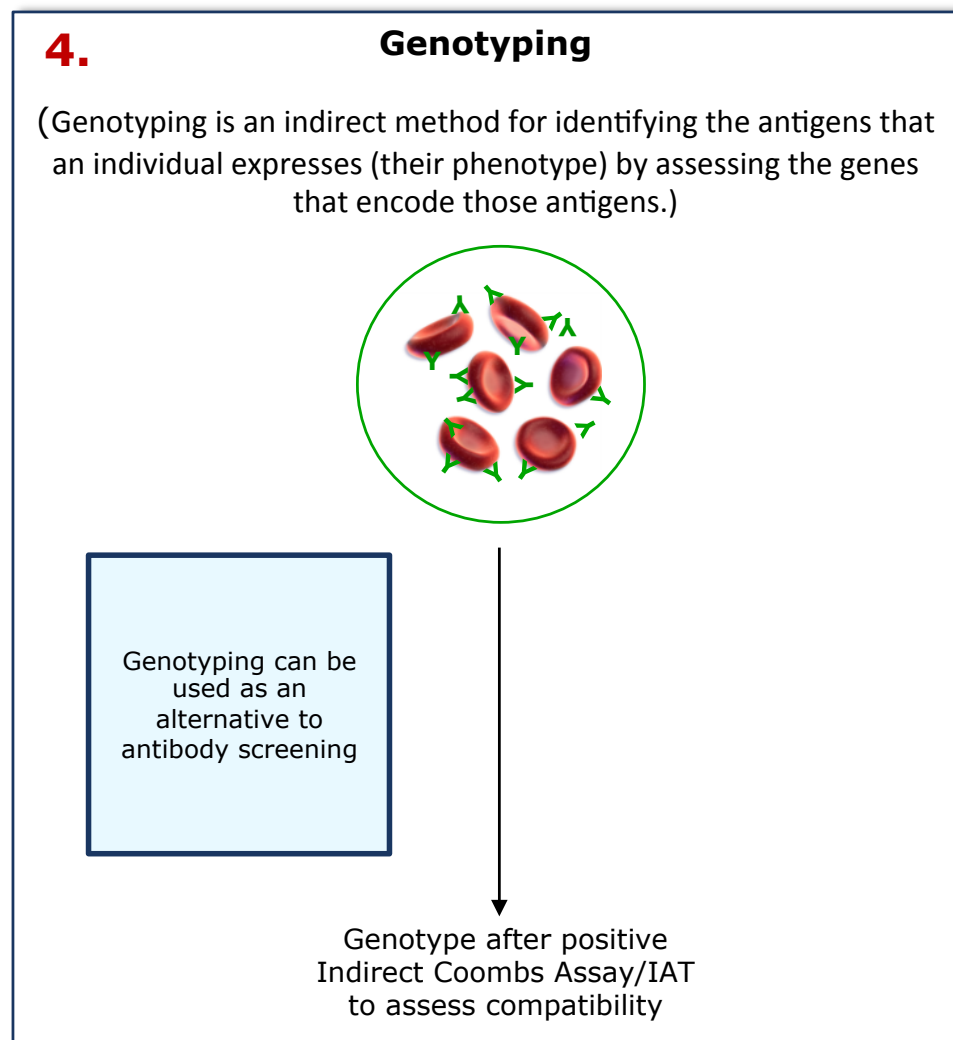 4.
Genotyping
(Genotyping is an indirect method for identifying the antigens that
an individual expresses (their phenotype) by assessing the genes
that encode those antigens.)
Genotyping can be
used as an
alternative to
antibody screening
Genotype after positive
Indirect Coombs Assay/IAT
to assess compatibility